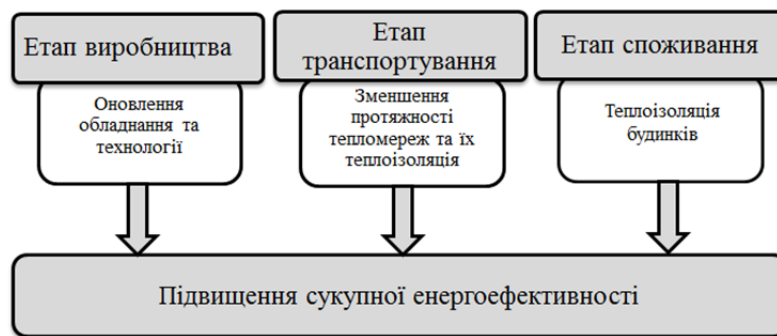 Етап виробництва
Оновлення
обладнання та
технології
Етап
транспортування
Зменшення
протяжності
тепломереж та їх
теплоізоляція
Етап споживання
Теплоізоляція
будинків
Підвищення сукупної енергоефективності